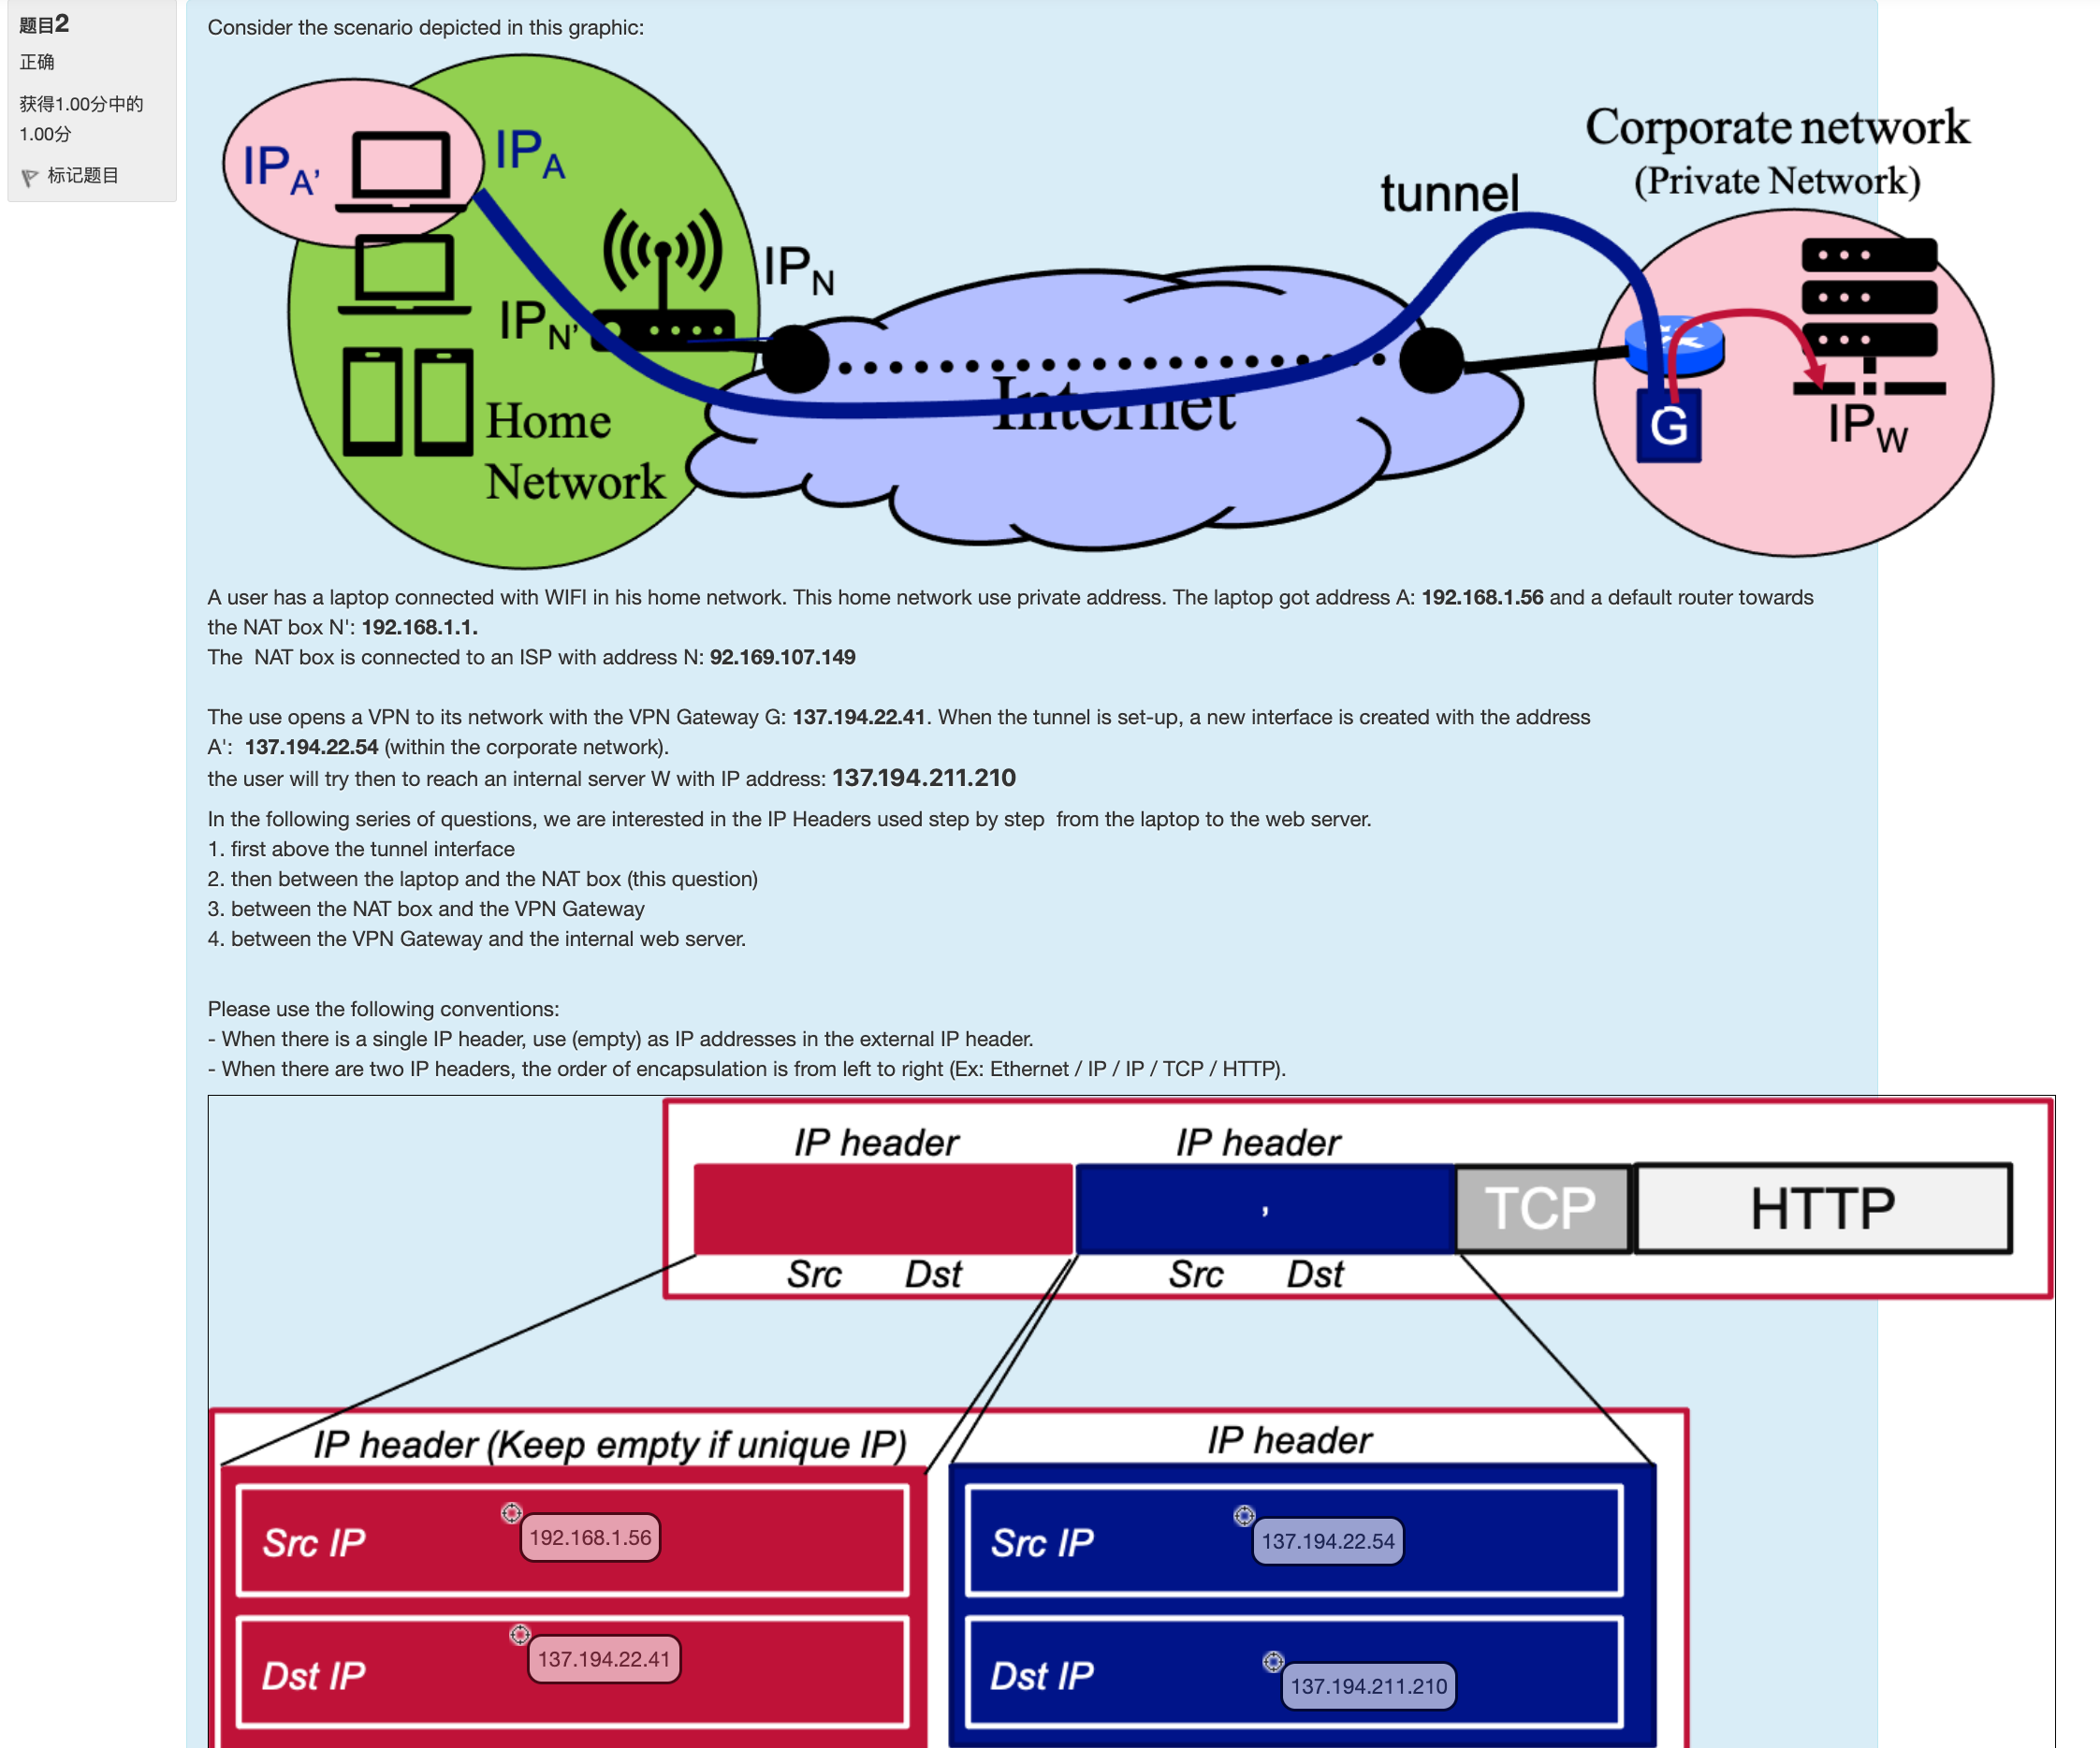 题目2
正确
获得1.00分中的
1.00分
标记题目
Consider the scenario depicted in this graphic:
IPA'
IPA
IPN'
IPN
Home
Network
Internet
tunnel
Corporate network
(Private Network)
G
IPW
A user has a laptop connected with WIFI in his home network. This home network use private address. The laptop got address A: 192.168.1.56 and a default router towards
the NAT box N': 192.168.1.1.
The  NAT box is connected to an ISP with address N: 92.169.107.149
The use opens a VPN to its network with the VPN Gateway G: 137.194.22.41. When the tunnel is set-up, a new interface is created with the address
A':  137.194.22.54 (within the corporate network).
the user will try then to reach an internal server W with IP address: 137.194.211.210
In the following series of questions, we are interested in the IP Headers used step by step  from the laptop to the web server.
1. first above the tunnel interface
2. then between the laptop and the NAT box (this question)
3. between the NAT box and the VPN Gateway
4. between the VPN Gateway and the internal web server.
Please use the following conventions:
- When there is a single IP header, use (empty) as IP addresses in the external IP header.
- When there are two IP headers, the order of encapsulation is from left to right (Ex: Ethernet / IP / IP / TCP / HTTP).
IP header IP header
, TCP HTTP
Src Dst Src Dst
IP header (Keep empty if unique IP) IP header
Src IP 192.168.1.56 Src IP 137.194.22.54
Dst IP 137.194.22.41 Dst IP 137.194.211.210